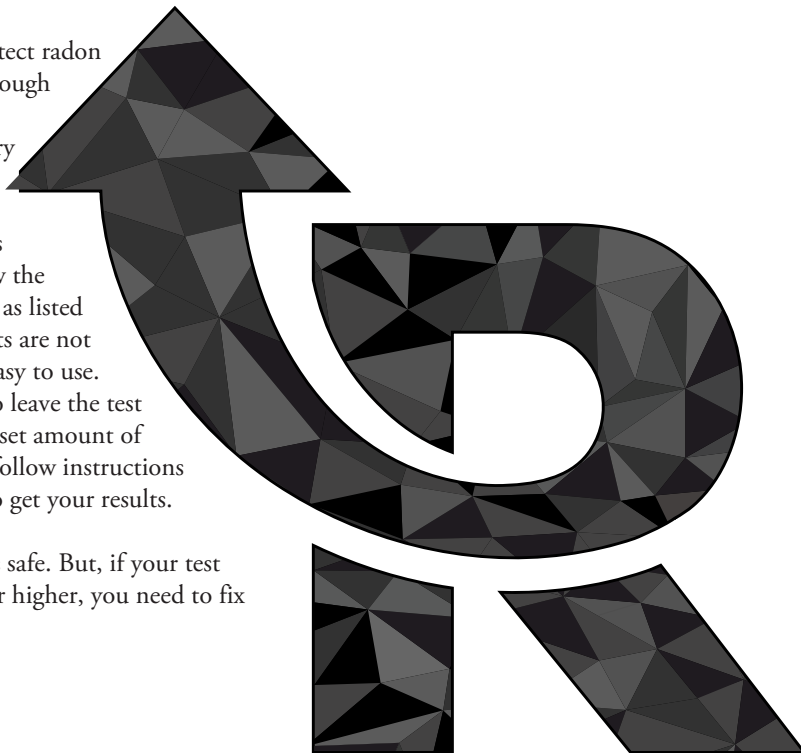 tect radon
ough
ry
s
y the
as listed
ts are not
asy to use.
o leave the test
set amount of
follow instructions
o get your results.
safe. But, if your test
r higher, you need to fix